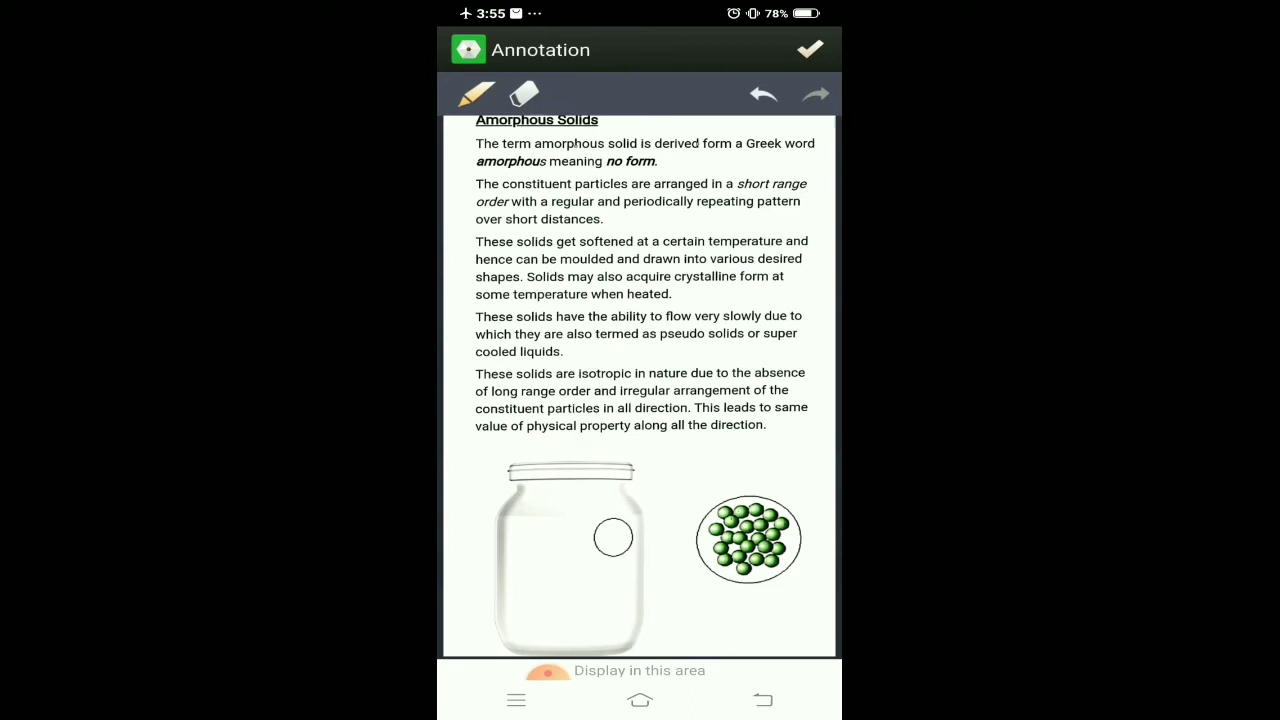 3:55 ... 78%
Annotation
Amorphous Solids
The term amorphous solid is derived form a Greek word
amorphous meaning no form.
The constituent particles are arranged in a short range
order with a regular and periodically repeating pattern
over short distances.
These solids get softened at a certain temperature and
hence can be moulded and drawn into various desired
shapes. Solids may also acquire crystalline form at
some temperature when heated.
These solids have the ability to flow very slowly due to
which they are also termed as pseudo solids or super
cooled liquids.
These solids are isotropic in nature due to the absence
of long range order and irregular arrangement of the
constituent particles in all direction. This leads to same
value of physical property along all the direction.
Display in this area